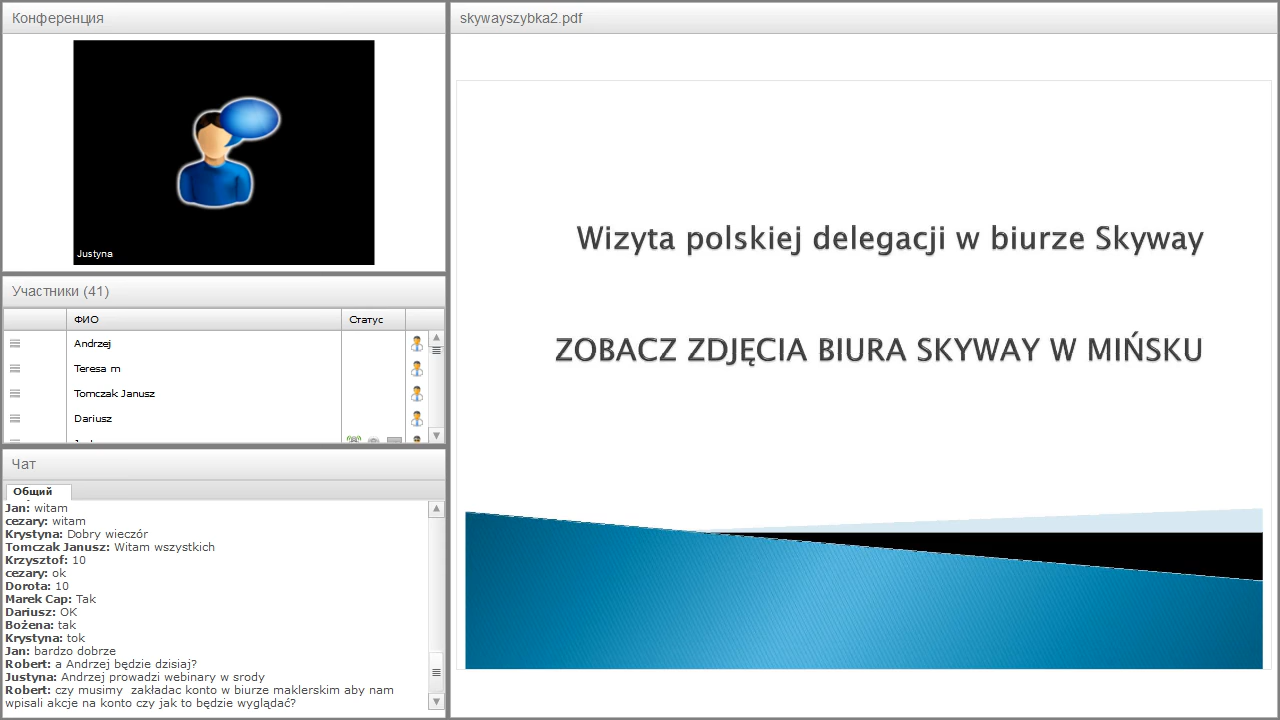 Конференция
Justyna
Участники (41)
ФИО Статус
Andrzej
Teresa m
Tomczak Janusz
Dariusz
Чат
Общий
Jan: witam
cezary: witam
Krystyna: Dobry wieczór
Tomczak Janusz: Witam wszystkich
Krzysztof: 10
cezary: ok
Dorota: 10
Marek Cap: Tak
Dariusz: OK
Bożena: tak
Krystyna: tok
Jan: bardzo dobrze
Robert: a Andrzej będzie dzisiaj?
Justyna: Andrzej prowadzi webinary w srody
Robert: czy musimy zakładać konto w biurze maklerskim aby nam
wpisali akcje na konto czy jak to będzie wyglądać?
skywayszybka2.pdf
Wizyta polskiej delegacji w biurze Skyway
ZOBACZ ZDJĘCIA BIURA SKYWAY W MIŃSKU